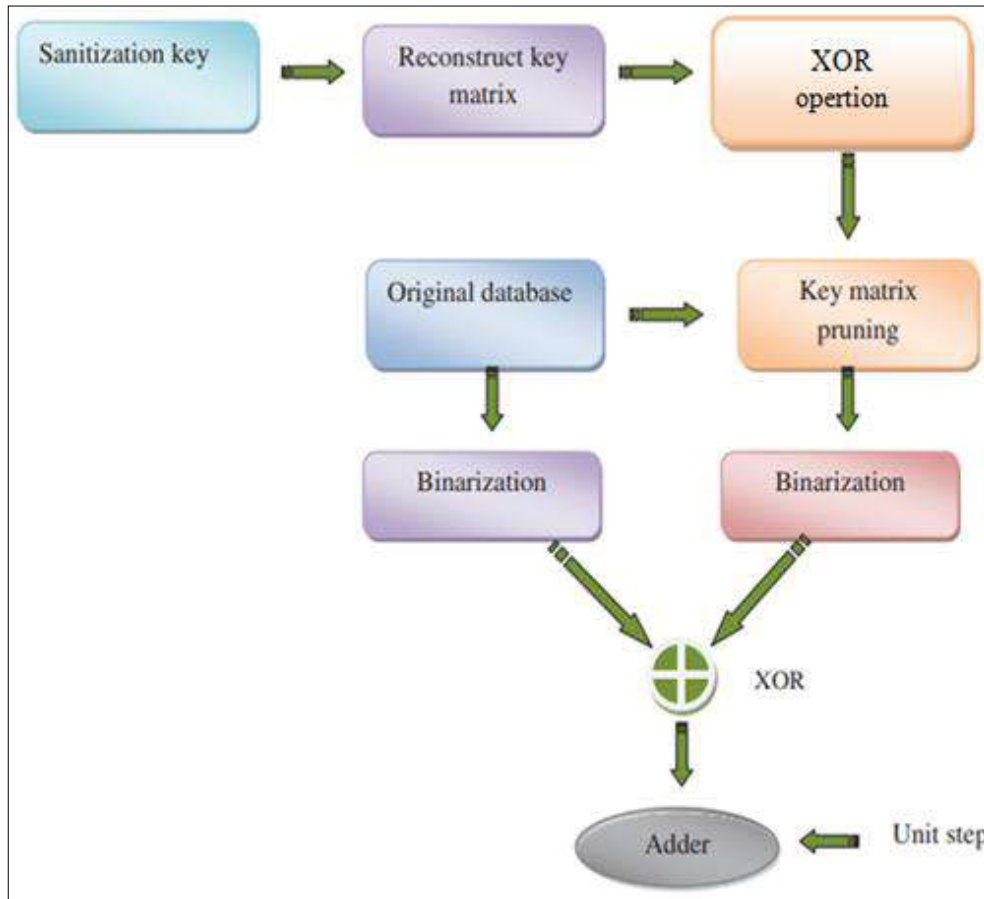 Sanitization key
Reconstruct key
matrix
XOR
opertion
Original database
Key matrix
pruning
Binarization
Binarization
XOR
Adder
Unit step